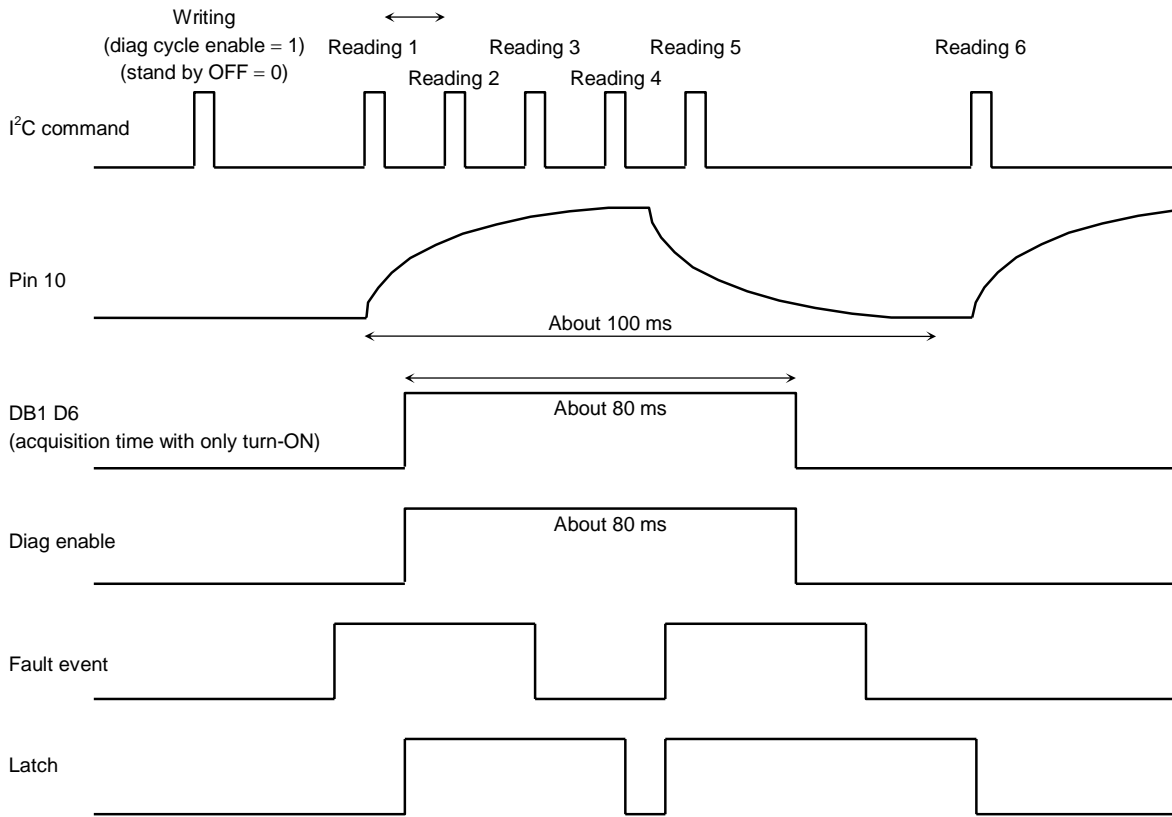 Writing
(diag cycle enable = 1)
(stand by OFF = 0)
Reading 1
Reading 2
Reading 3
Reading 4
Reading 5
Reading 6
I²C command
Pin 10
About 100 ms
DB1 D6
(acquisition time with only turn-ON)
About 80 ms
Diag enable
About 80 ms
Fault event
Latch